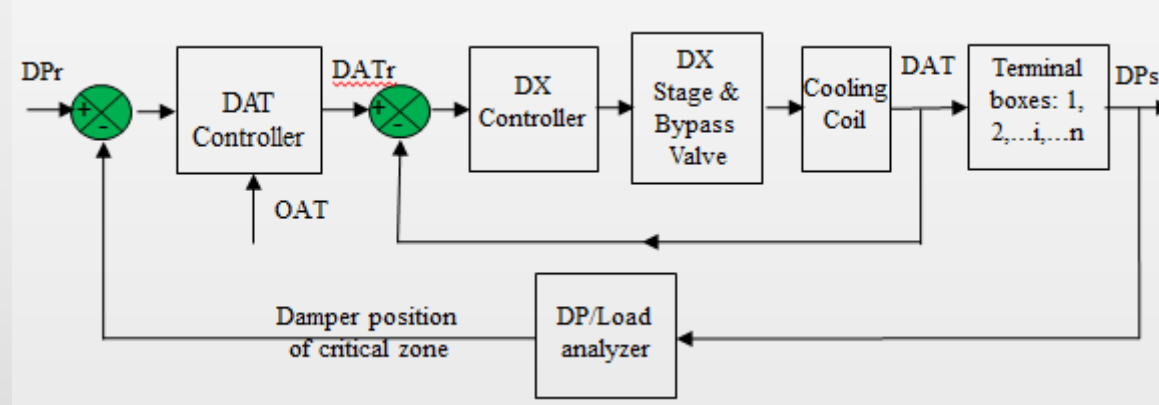 DPr
+
-
DAT
Controller
OAT
DATr
+
-
DX
Controller
DX
Stage &
Bypass
Valve
Cooling
Coil
DAT
Terminal
boxes: 1,
2,...i,...n
DPs
Damper position
of critical zone
DP/Load
analyzer